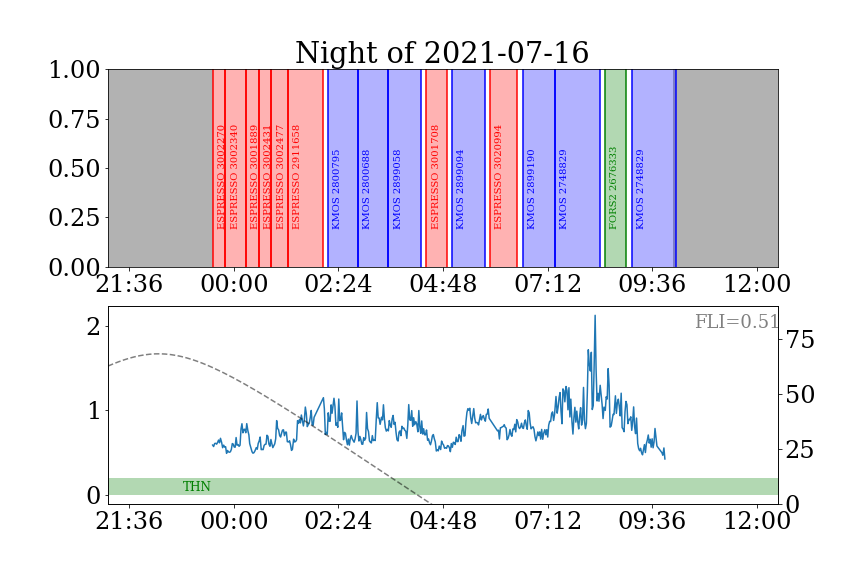 Night of 2021-07-16
1.00
0.75
0.50
0.25
0.00
ESPRESSO 3002270
ESPRESSO 3002340
ESPRESSO 3001889
ESPRESSO 3002431
ESPRESSO 3002477
ESPRESSO 2911658
KMOS 2800795
KMOS 2800688
KMOS 2899058
ESPRESSO 3001708
KMOS 2899094
ESPRESSO 3020994
KMOS 2899190
KMOS 2748829
FORS2 2676333
KMOS 2748829
21:36 00:00 02:24 04:48 07:12 09:36 12:00
FLI=0.51
2
1
0
75
50
25
0
THN
21:36 00:00 02:24 04:48 07:12 09:36 12:00